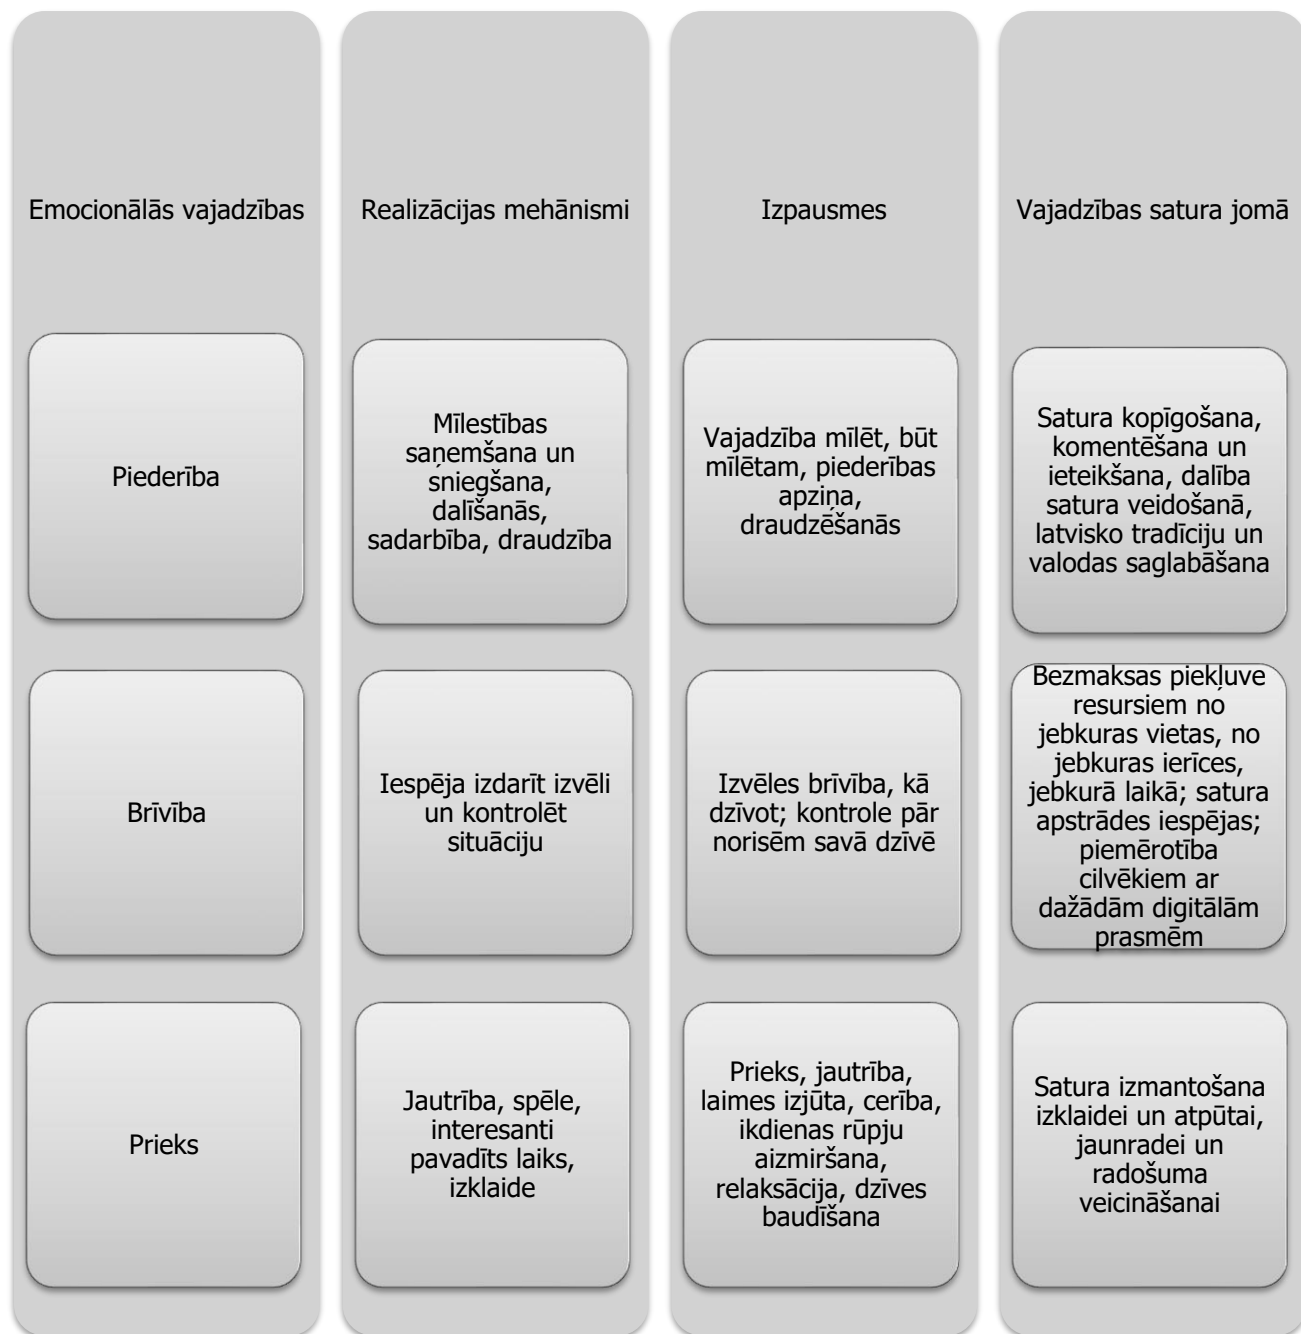 Emocionālās vajadzības
Realizācijas mehānismi
Izpausmes
Vajadzības satura jomā
Piederība
Mīlestības
saņemšana un
sniegšana,
dalīšanās,
sadarbība, draudzība
Vajadzība mīlēt, būt
mīlētam, piederības
apziņa,
draudzēšanās
Satura kopīgošana,
komentēšana un
ieteikšana, dalība
satura veidošanā,
latvisko tradīciju un
valodas saglabāšana
Brīvība
Iespēja izdarīt izvēli
un kontrolēt
situāciju
Izvēles brīvība, kā
dzīvot; kontrole pār
norisēm savā dzīvē
Bezmaksas piekļuve
resursiem no
jebkuras vietas, no
jebkuras ierīces,
jebkurā laikā; satura
apstrādes iespējas;
piemērotība
cilvēkiem ar
dažādām digitālām
prasmēm
Prieks
Jautrība, spēle,
interesanti
pavadīts laiks,
izklaide
Prieks, jautrība,
laimes izjūta, cerība,
ikdienas rūpju
aizmiršana,
relaksācija, dzīves
baudīšana
Satura izmantošana
izklaidei un atpūtai,
jaunradei un
radošuma
veicināšanai